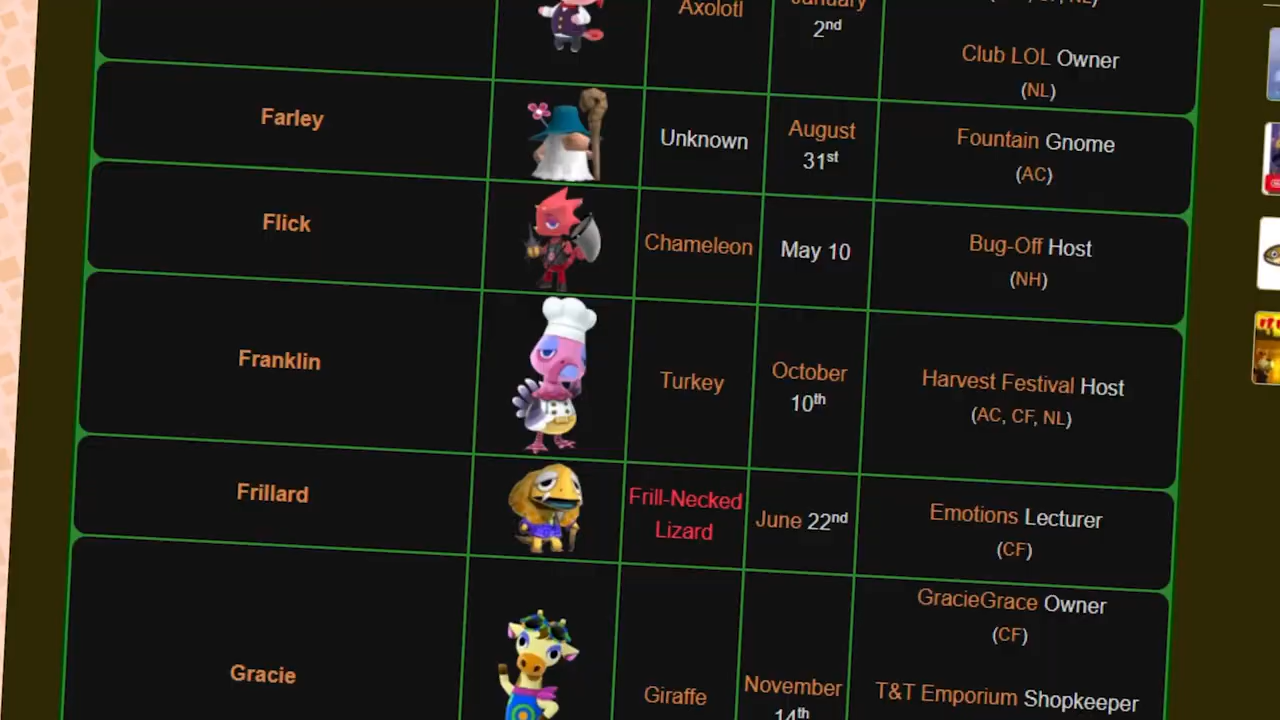 Axolotl
January
2nd
Club LOL Owner
(NL)
Farley
Unknown
August
31st
Fountain Gnome
(AC)
Flick
Chameleon
May 10
Bug-Off Host
(NH)
Franklin
Turkey
October
10th
Harvest Festival Host
(AC, CF, NL)
Frillard
Frill-Necked
Lizard
June 22nd
Emotions Lecturer
(CF)
Gracie
Giraffe
November
14th
GracieGrace Owner
(CF)
T&T Emporium Shopkeeper